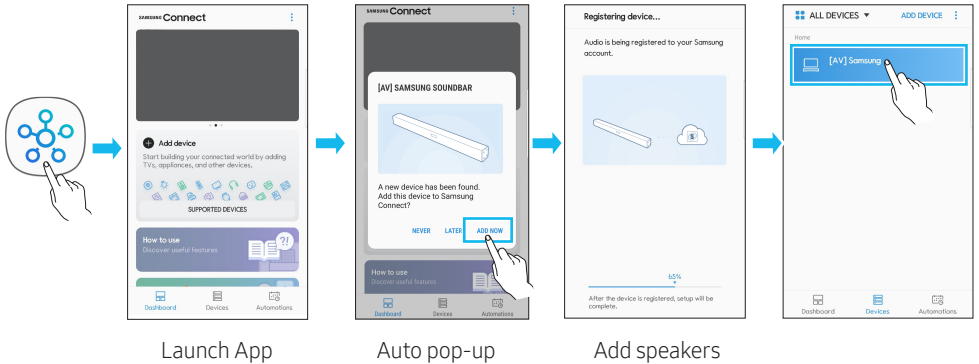 SAMSUNG Connect
Add device
Start building your connected world by adding
TVs, appliances, and other devices.
SUPPORTED DEVICES
How to use
Discover useful features
?!
Dashboard
Devices
Automations
SAMSUNG Connect
[AV] SAMSUNG SOUNDBAR
A new device has been found.
Add this device to Samsung
Connect?
NEVER
LATER
ADD NOW
How to use
Discover useful features
Dashboard
Devices
Automations
Registering device...
Audio is being registered to your Samsung
account.
65%
After the device is registered, setup will be
complete.
ALL DEVICES
ADD DEVICE
Home
[AV] Samsung
Dashboard
Devices
Automations
Launch App
Auto pop-up
Add speakers